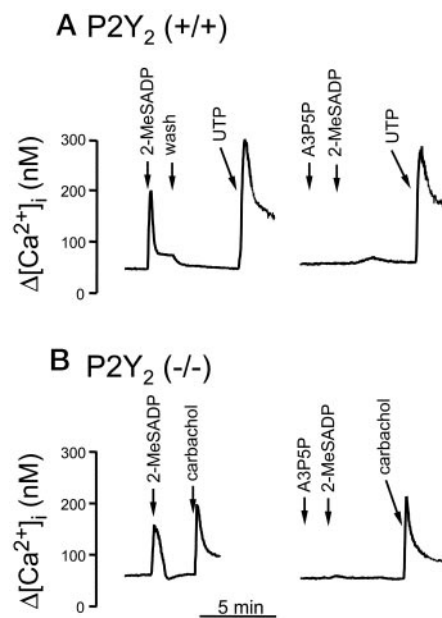 A P2Y₂ (+/+)
2-MeSADP
wash
UTP
A3P5P
2-MeSADP
UTP
300
200
100
0
Δ[Ca²⁺]ᵢ (nM)
B P2Y₂ (-/-)
2-MeSADP
carbachol
A3P5P
2-MeSADP
carbachol
300
200
100
0
Δ[Ca²⁺]ᵢ (nM)
5 min